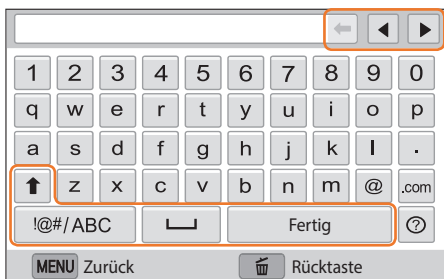 1 2 3 4 5 6 7 8 9 0
q w e r t y u i o p
a s d f g h j k l .
z x c v b n m @ .com
!@#/ABC Fertig ?
MENU Zurück Rücktaste